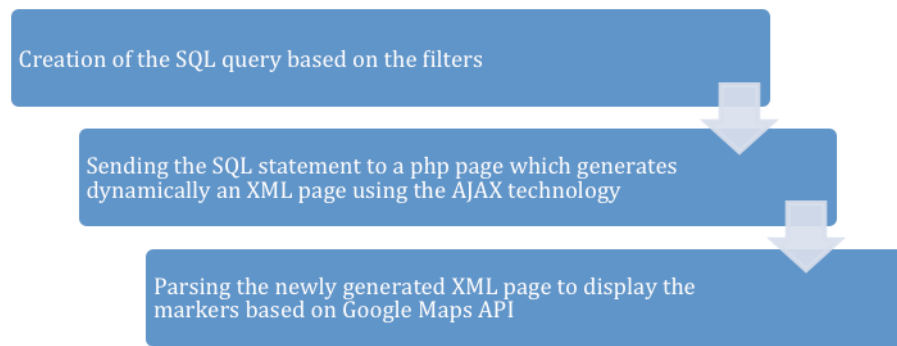 Creation of the SQL query based on the filters
Sending the SQL statement to a php page which generates
dynamically an XML page using the AJAX technology
Parsing the newly generated XML page to display the
markers based on Google Maps API